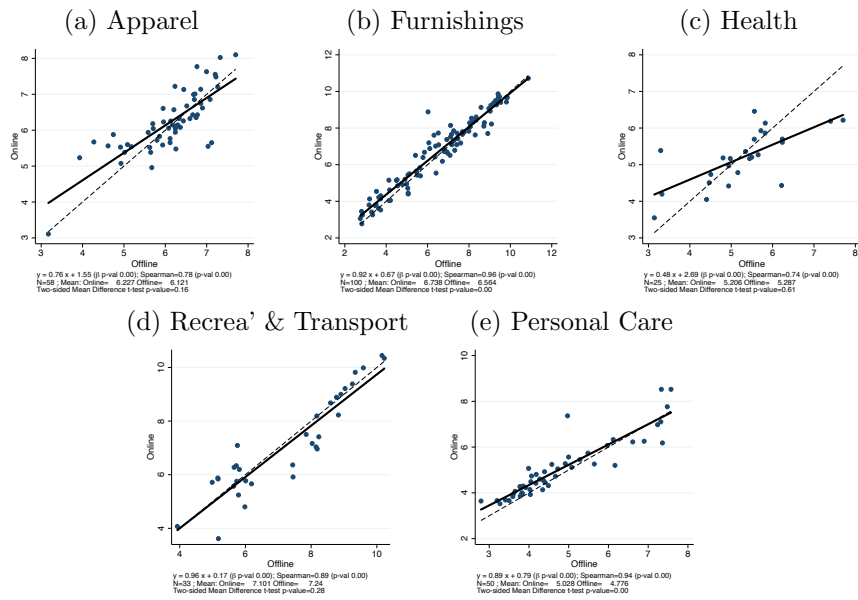 (a) Apparel
(b) Furnishings
(c) Health
8
7
6
5
4
3
Online
3
4
5
6
7
8
Offline
y = 0.76 x + 1.55 (β p-val 0.00); Spearman=0.78 (p-val 0.00)
N=58 ; Mean: Online= 6.227 Offline= 6.121
Two-sided Mean Difference t-test p-value=0.16
12
10
8
6
4
2
Online
2
4
6
8
10
12
Offline
y = 0.92 x + 0.67 (β p-val 0.00); Spearman=0.96 (p-val 0.00)
N=100 ; Mean: Online= 6.738 Offline= 6.564
Two-sided Mean Difference t-test p-value=0.00
8
7
6
5
4
3
Online
3
4
5
6
7
8
Offline
y = 0.48 x + 2.69 (β p-val 0.00); Spearman=0.74 (p-val 0.00)
N=25 ; Mean: Online= 5.206 Offline= 5.287
Two-sided Mean Difference t-test p-value=0.61
(d) Recrea' & Transport
(e) Personal Care
10
8
6
4
Online
4
6
8
10
Offline
y = 0.96 x + 0.17 (β p-val 0.00); Spearman=0.89 (p-val 0.00)
N=33 ; Mean: Online= 7.101 Offline= 7.24
Two-sided Mean Difference t-test p-value=0.28
10
8
6
4
2
Online
3
4
5
6
7
8
Offline
y = 0.89 x + 0.79 (β p-val 0.00); Spearman=0.94 (p-val 0.00)
N=50 ; Mean: Online= 5.028 Offline= 4.776
Two-sided Mean Difference t-test p-value=0.00